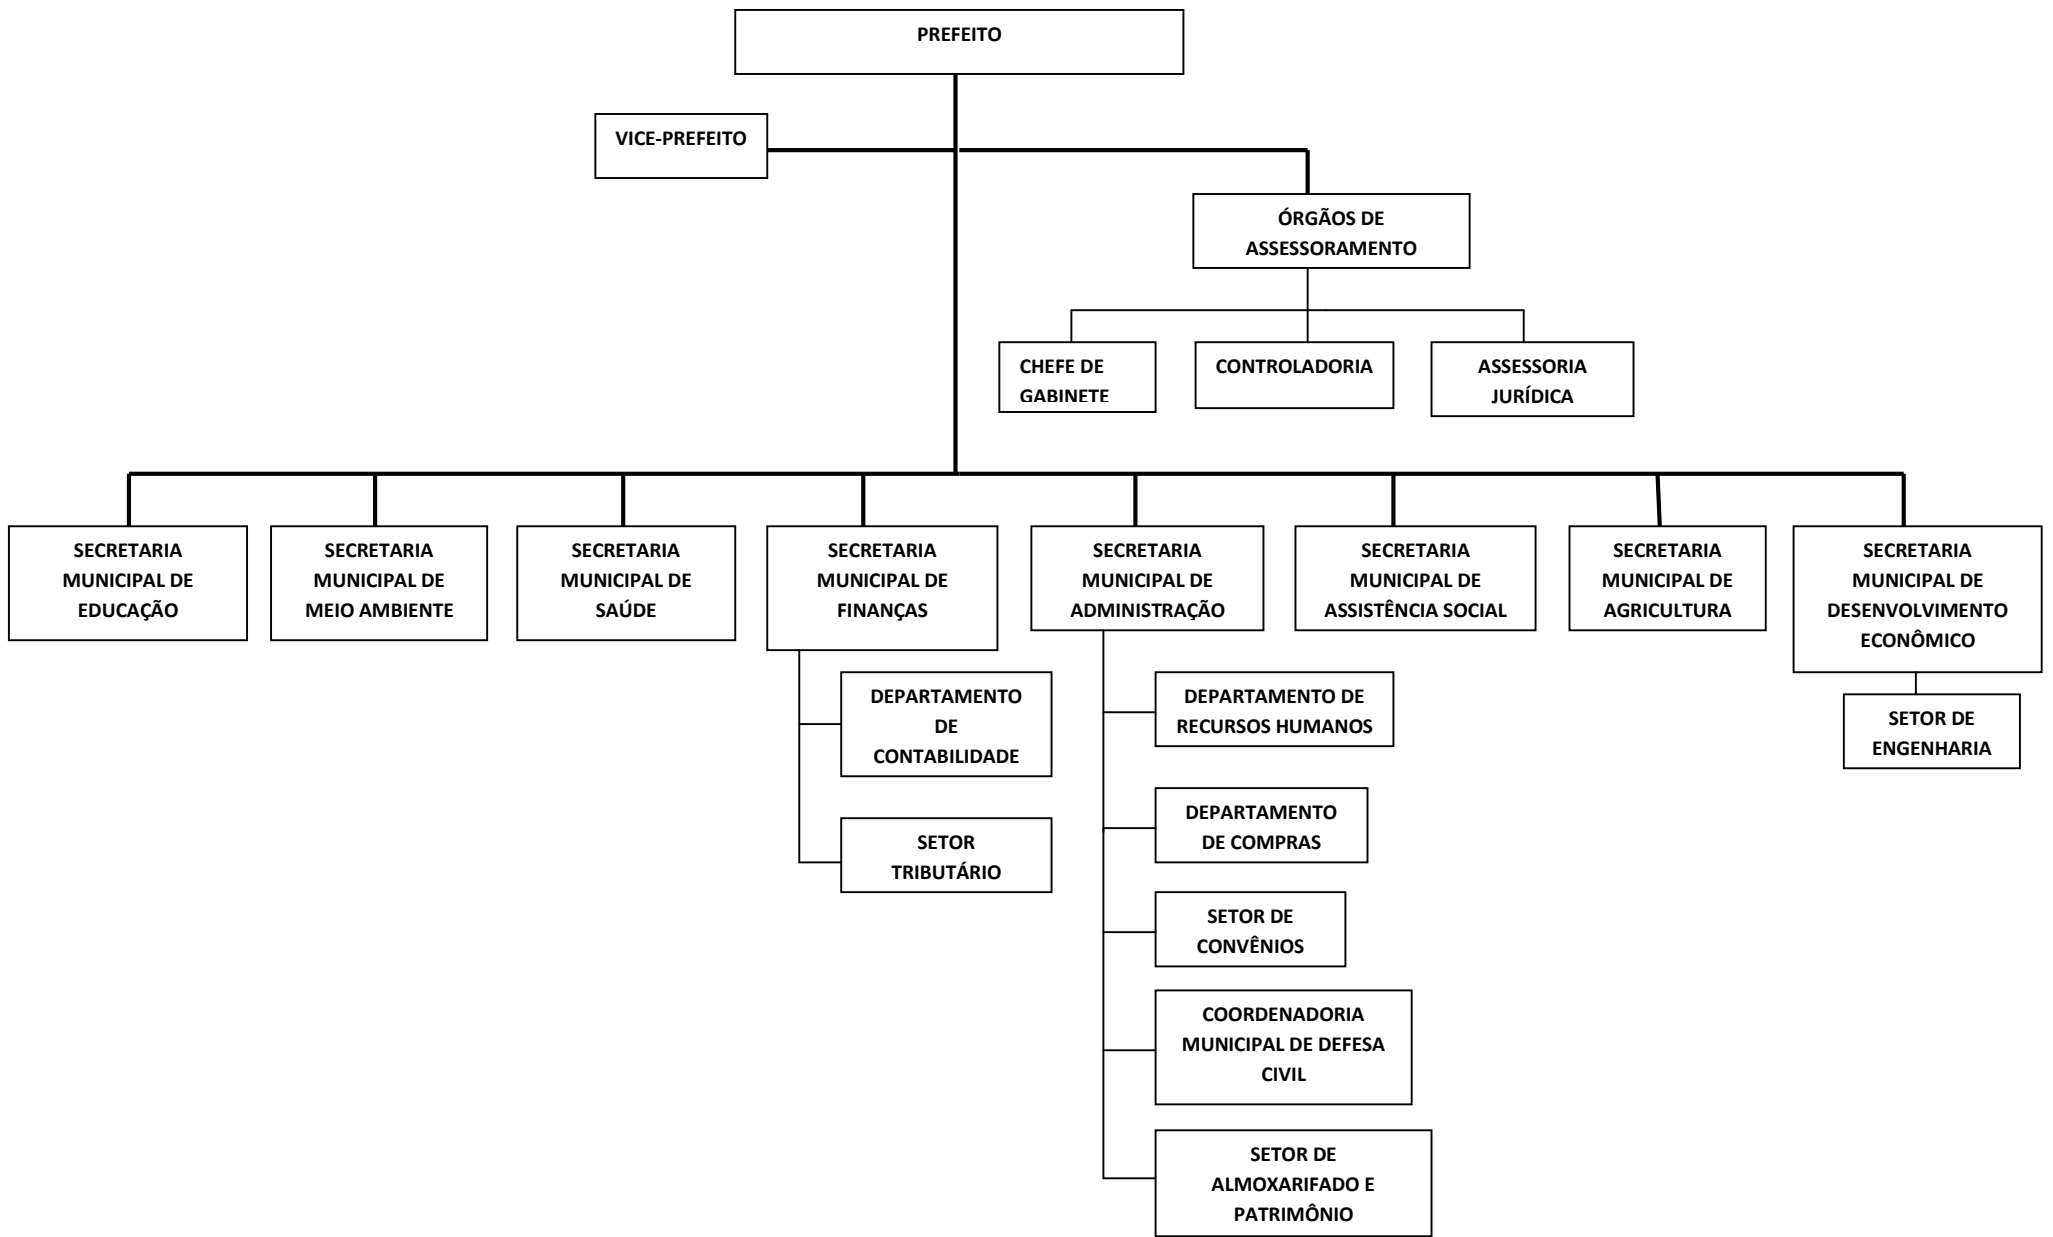 PREFEITO
VICE-PREFEITO
ÓRGÃOS DE
ASSESSORAMENTO
CHEFE DE
GABINETE
CONTROLADORIA
ASSESSORIA
JURÍDICA
SECRETARIA
MUNICIPAL DE
EDUCAÇÃO
SECRETARIA
MUNICIPAL DE
MEIO AMBIENTE
SECRETARIA
MUNICIPAL DE
SAÚDE
SECRETARIA
MUNICIPAL DE
FINANÇAS
SECRETARIA
MUNICIPAL DE
ADMINISTRAÇÃO
SECRETARIA
MUNICIPAL DE
ASSISTÊNCIA SOCIAL
SECRETARIA
MUNICIPAL DE
AGRICULTURA
SECRETARIA
MUNICIPAL DE
DESENVOLVIMENTO
ECONÔMICO
DEPARTAMENTO
DE
CONTABILIDADE
SETOR
TRIBUTÁRIO
DEPARTAMENTO DE
RECURSOS HUMANOS
DEPARTAMENTO
DE COMPRAS
SETOR DE
CONVÊNIOS
COORDENADORIA
MUNICIPAL DE DEFESA
CIVIL
SETOR DE
ALMOXARIFADO E
PATRIMÔNIO
SETOR DE
ENGENHARIA